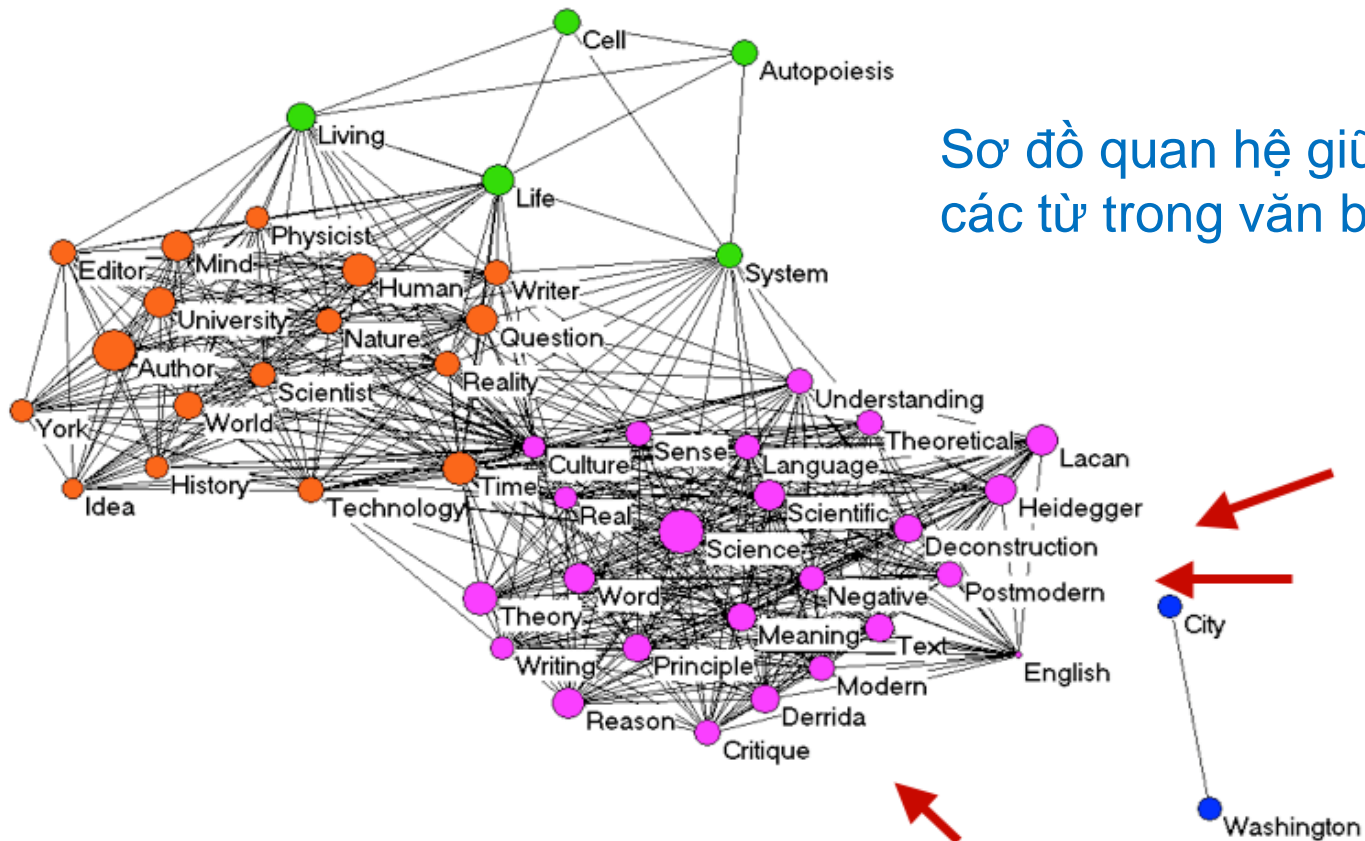 Cell
Autopoiesis
Living
Sơ đồ quan hệ giữ
các từ trong văn b
Life
Physicist
Editor
Mind
Human
Writer
System
University
Nature
Question
Author
Scientist
Reality
York
World
Understanding
Culture
Sense
Language
Theoretical
Lacan
Idea
History
Technology
Time
Real
Scientific
Heidegger
Science
Deconstruction
Theory
Word
Negative
Postmodern
City
Writing
Principle
Meaning
Text
English
Modern
Reason
Derrida
Critique
Washington